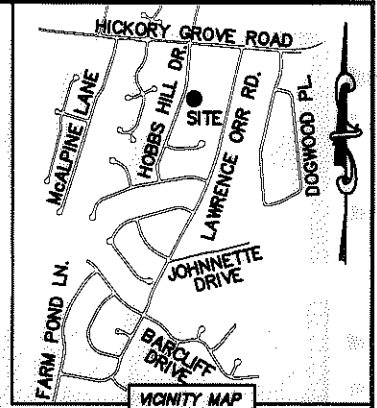 HICKORY GROVE ROAD
McALPINE LANE
HOBBS HILL DR.
SITE
LAWRENCE ORR RD.
DOGWOOD PL.
JOHNNETTE
DRIVE
FARM POND LN.
BARCLIFF
DRIVE
VICINITY MAP